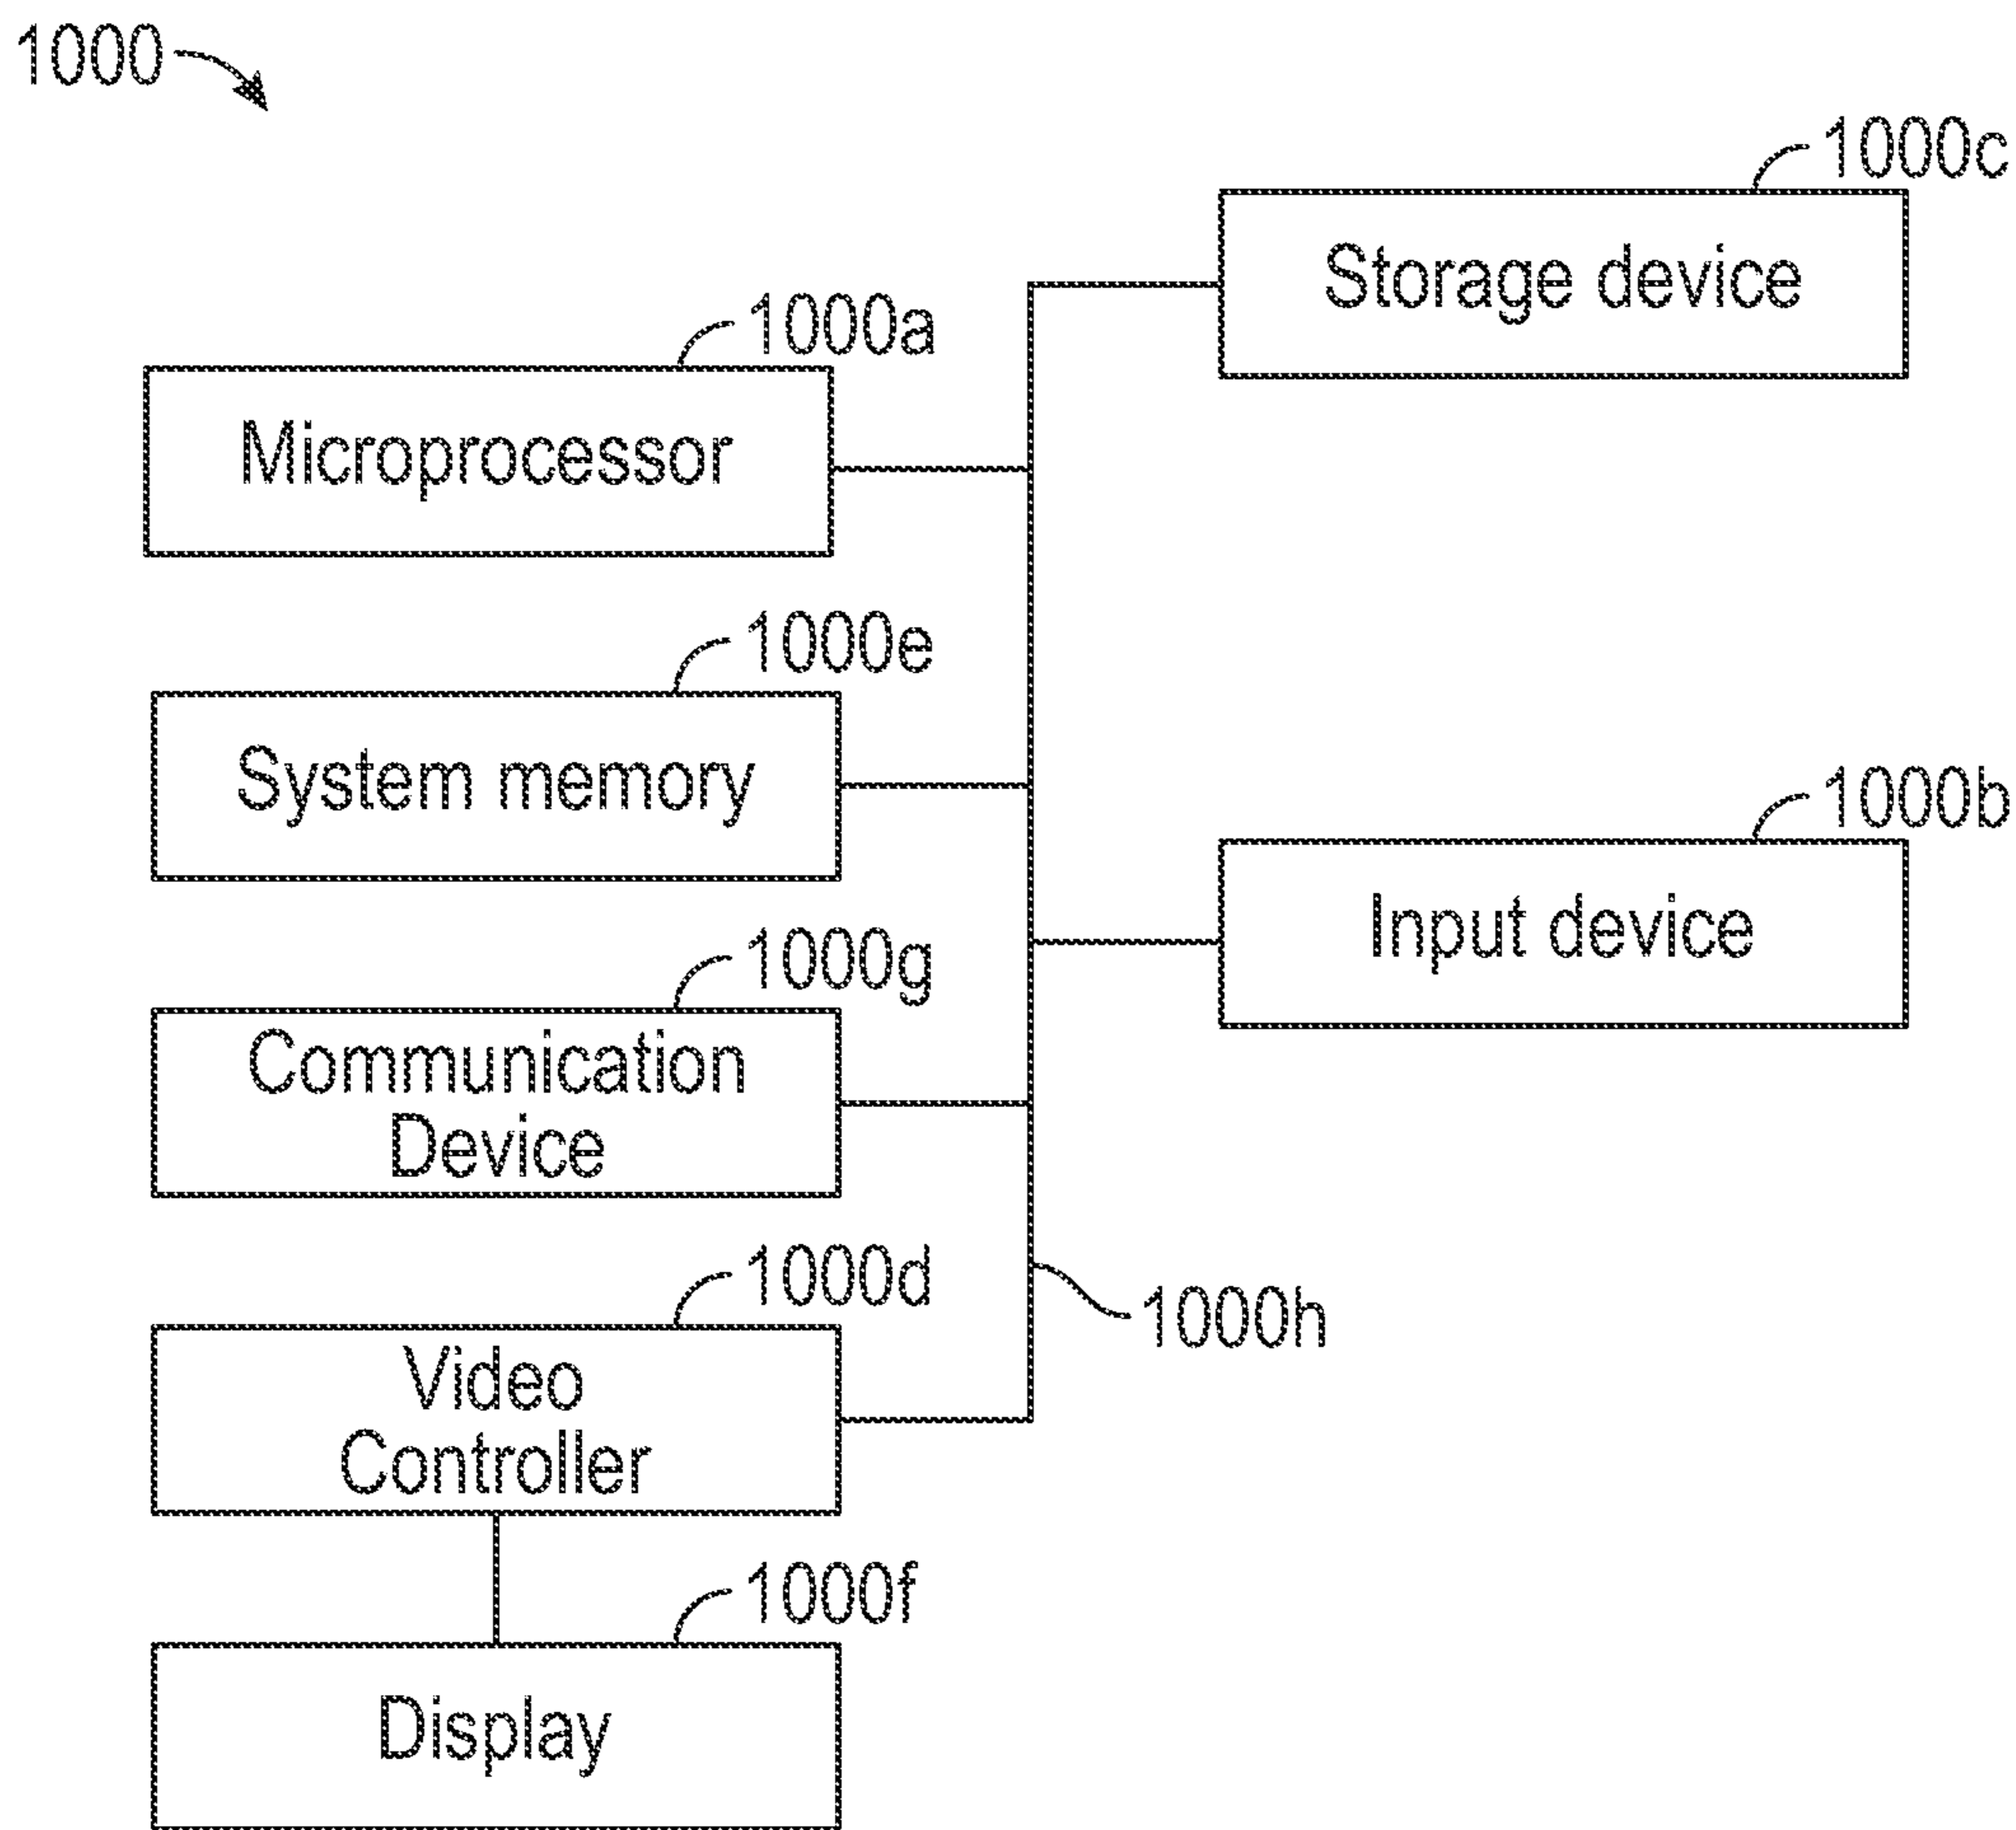 1000
1000c
Storage device
1000a
Microprocessor
1000e
System memory
1000b
Input device
1000g
Communication
Device
1000d
Video
Controller
1000h
1000f
Display